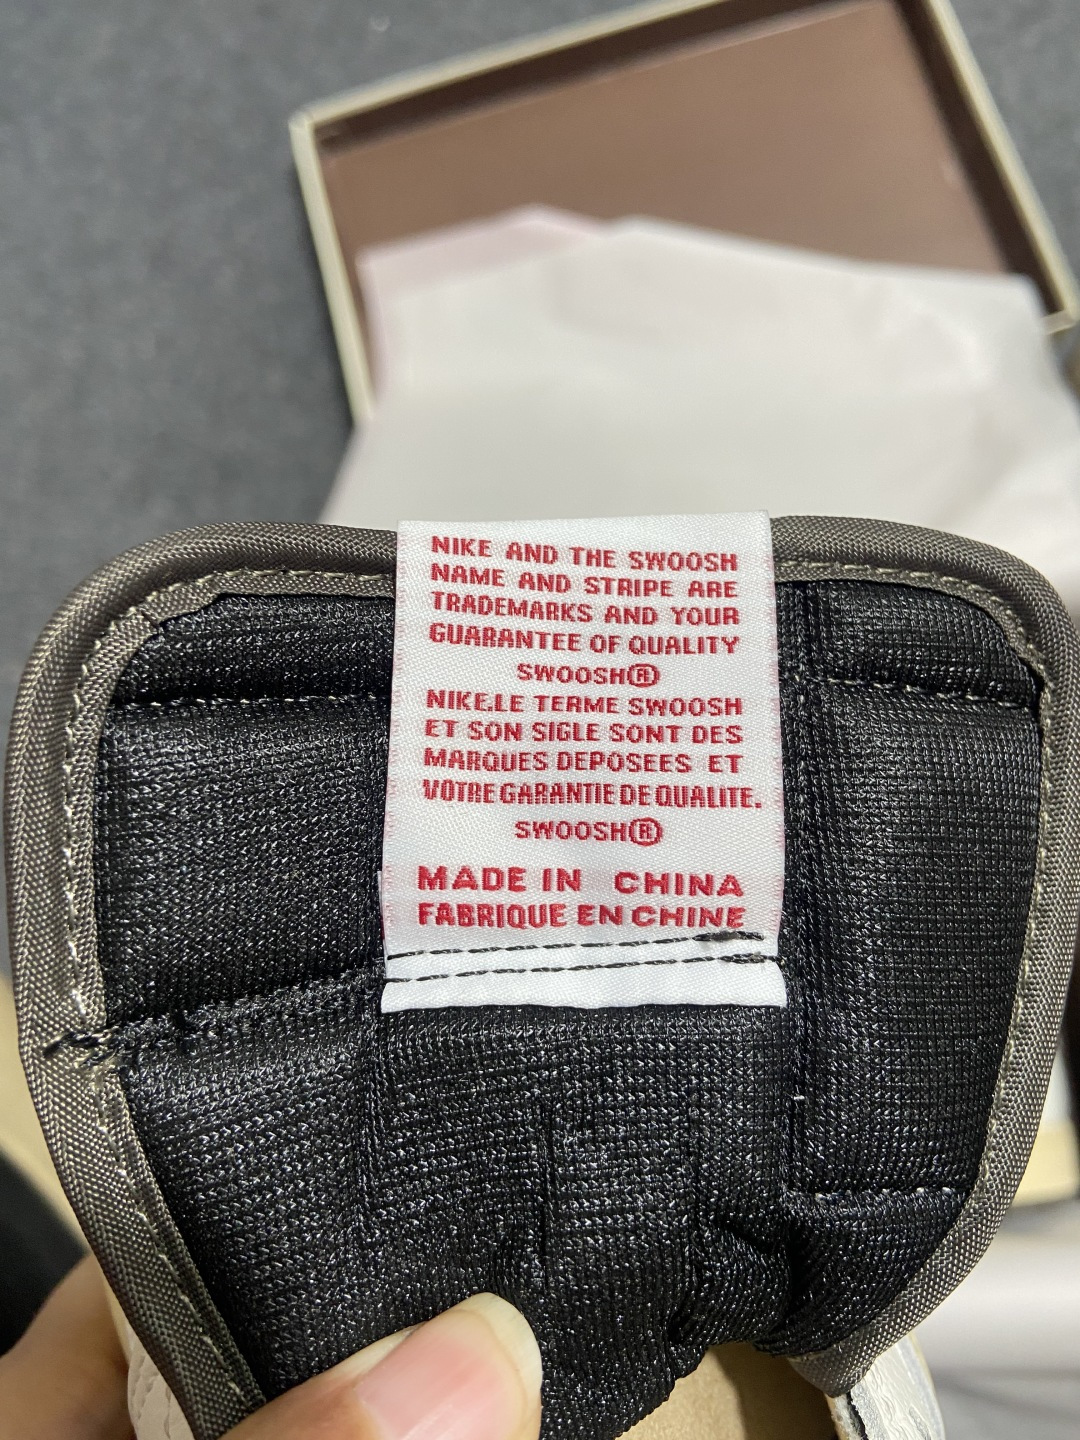 NIKE AND THE SWOOSH
NAME AND STRIPE ARE
TRADEMARKS AND YOUR
GUARANTEE OF QUALITY
SWOOSH®
NIKE.LE TERME SWOOSH
ET SON SIGLE SONT DES
MARQUES DEPOSEES ET
VOTRE GARANTIE DE QUALITE.
SWOOSH®
MADE IN CHINA
FABRIQUE EN CHINE